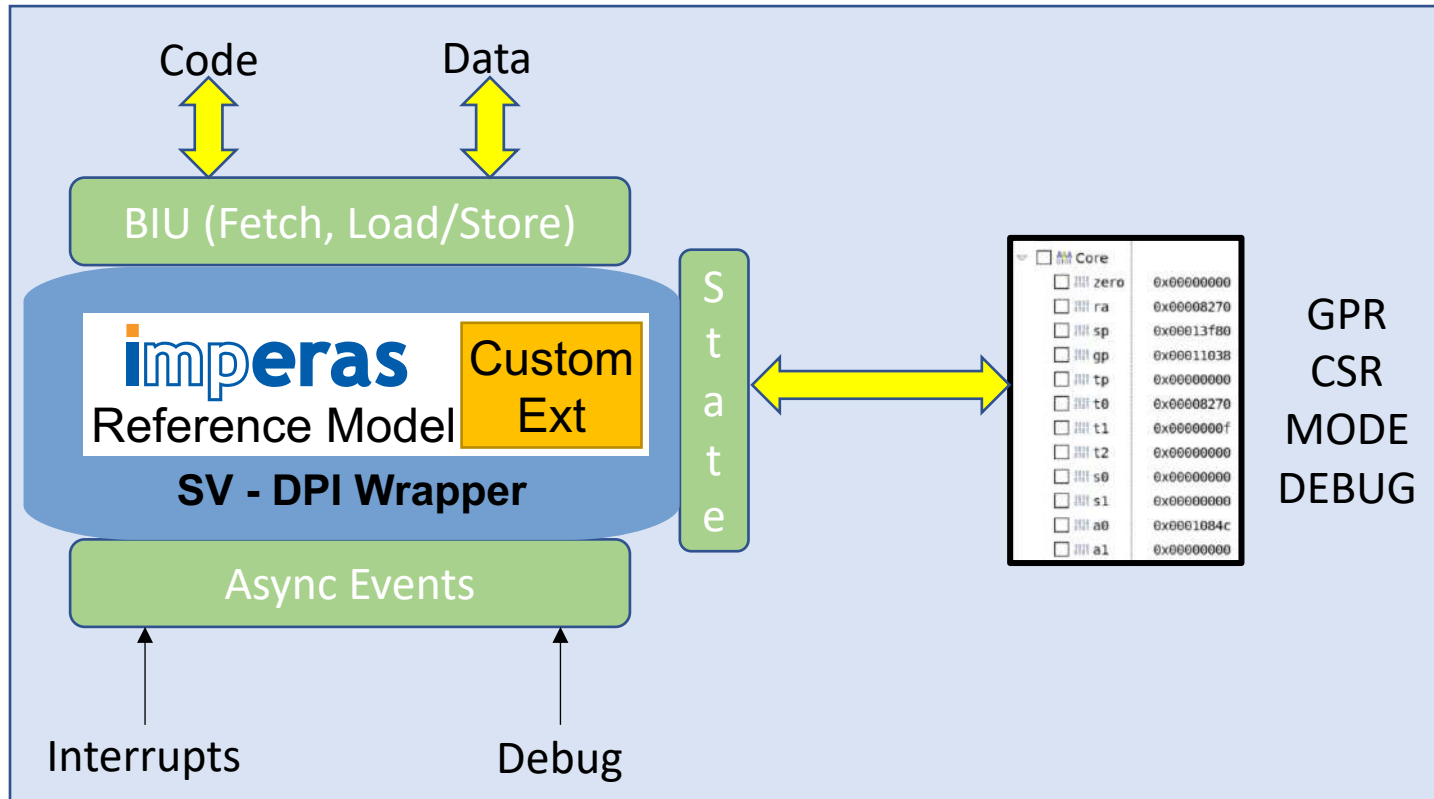 Code
Data
BIU (Fetch, Load/Store)
imperas
Reference Model
Custom
Ext
SV - DPI Wrapper
State
Async Events
Interrupts
Debug
Core
zero 0x00000000
ra 0x00008270
sp 0x00013f80
gp 0x00011038
tp 0x00000000
t0 0x00008270
t1 0x0000000f
t2 0x00000000
s0 0x00000000
s1 0x00000000
a0 0x0001084c
a1 0x00000000
GPR
CSR
MODE
DEBUG